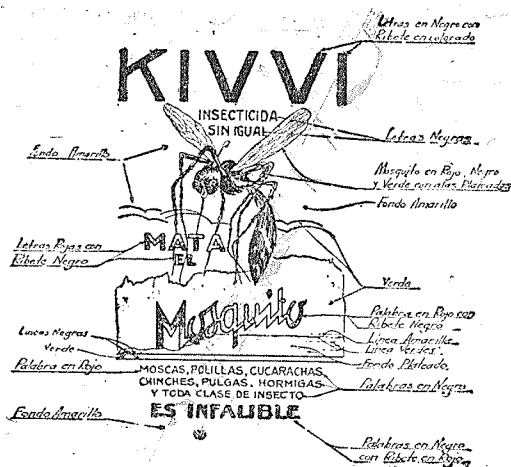 Letras en Negro con
Ribete en Colorado
KIVVI
INSECTICIDA
SIN IGUAL
Letras Negras
Fondo Amarillo
Mosquito en Rojo, Negro
y Verde con alas Plateadas
Fondo Amarillo
Letras Rojas con
Ribete Negro
MATA
EL
Verde
Mosquito
Palabra en Rojo con
Ribete Negro
Linea Amarilla
Linea Verdes
Lineas Negras
Verde
Fondo Plateado
Palabra en Rojo
MOSCAS, POLILLAS, CUCARACHAS
CHINCHES, PULGAS, HORMIGAS
Y TODA CLASE DE INSECTO
Palabras en Negro
ES INFALIBLE
Fondo Amarillo
Palabras en Negro
con Ribete en Rojo